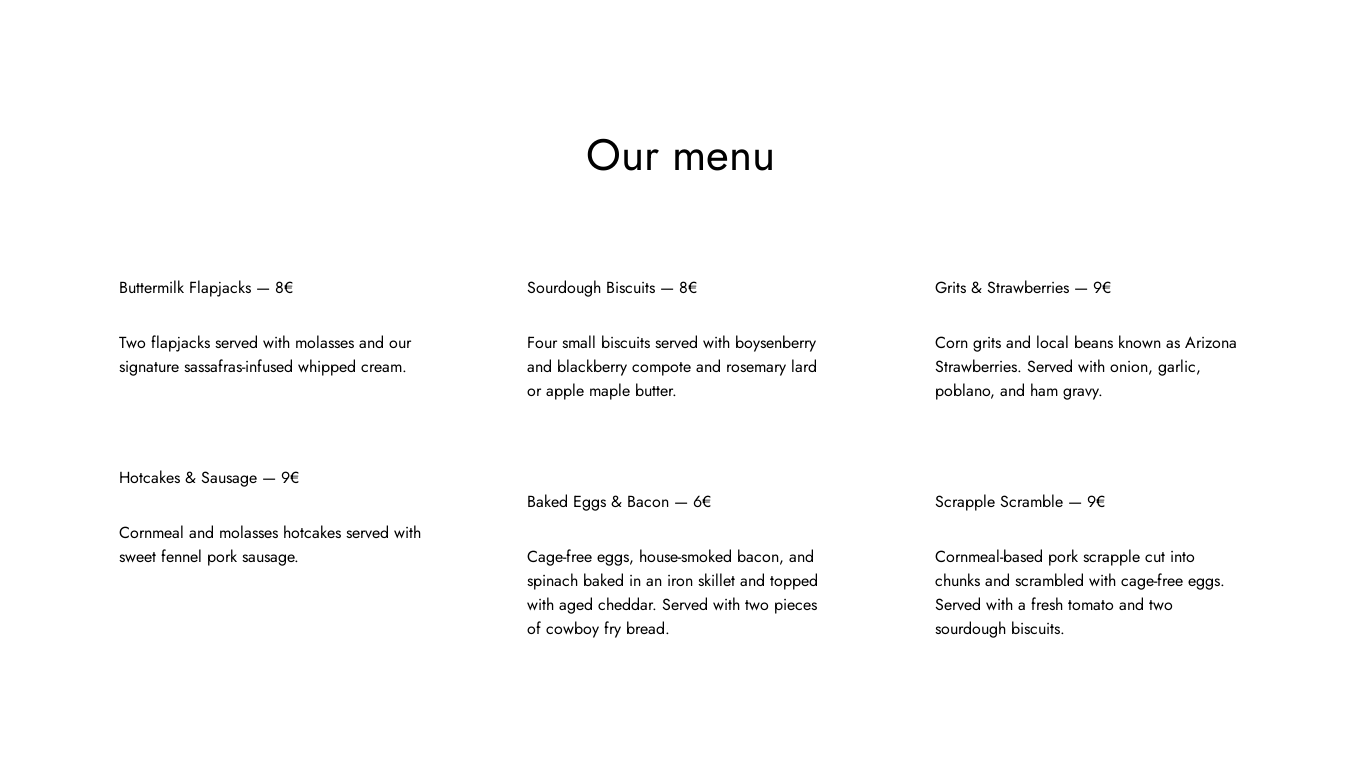 Our menu
Buttermilk Flapjacks — 8€
Two flapjacks served with molasses and our
signature sassafras-infused whipped cream.
Hotcakes & Sausage — 9€
Cornmeal and molasses hotcakes served with
sweet fennel pork sausage.
Sourdough Biscuits — 8€
Four small biscuits served with boysenberry
and blackberry compote and rosemary lard
or apple maple butter.
Baked Eggs & Bacon — 6€
Cage-free eggs, house-smoked bacon, and
spinach baked in an iron skillet and topped
with aged cheddar. Served with two pieces
of cowboy fry bread.
Grits & Strawberries — 9€
Corn grits and local beans known as Arizona
Strawberries. Served with onion, garlic,
poblano, and ham gravy.
Scrapple Scramble — 9€
Cornmeal-based pork scrapple cut into
chunks and scrambled with cage-free eggs.
Served with a fresh tomato and two
sourdough biscuits.